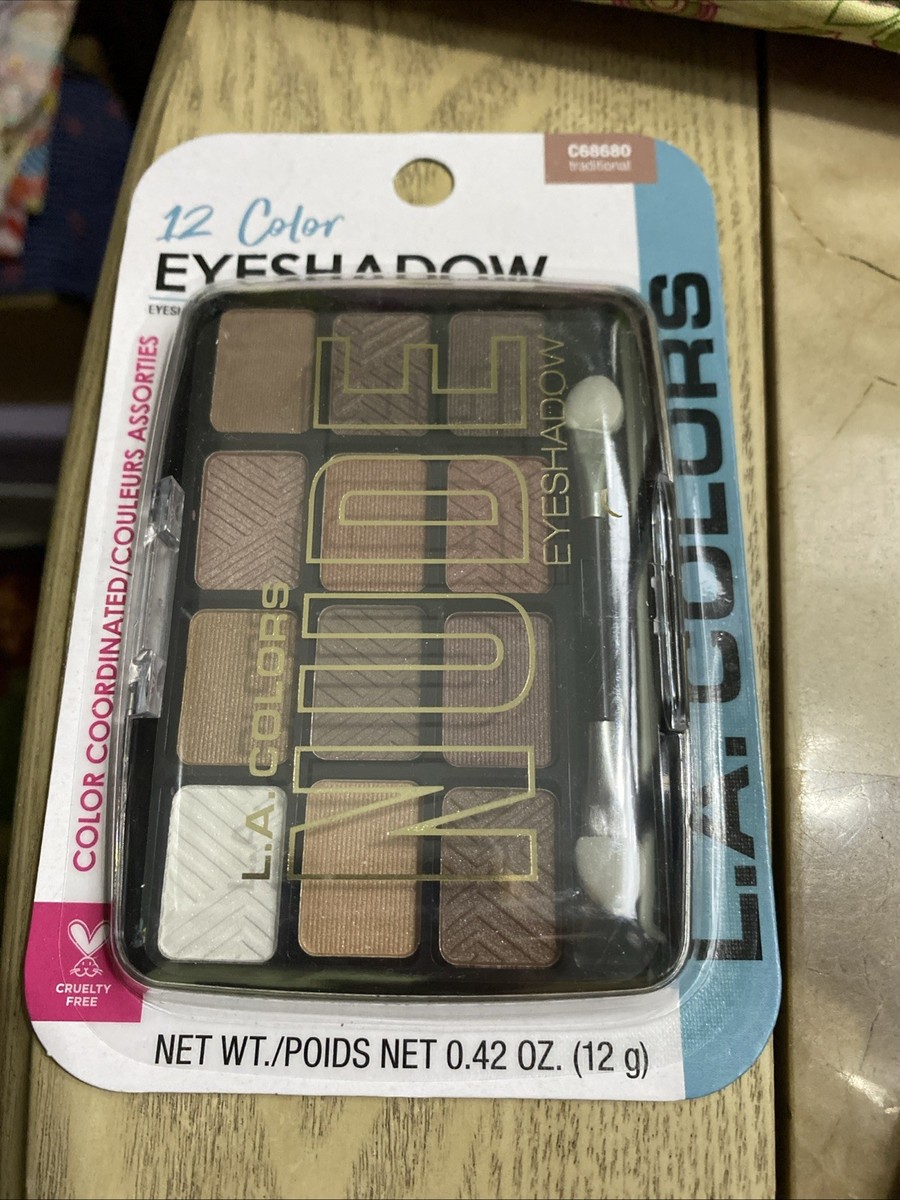 C68680
traditional
12 Color
EYESHADOW
COLOR COORDINATED/COULEURS ASSORTIES
L.A. COLORS
NUDE
EYESHADOW
L.A. COLORS
CRUELTY
FREE
NET WT./POIDS NET 0.42 OZ. (12 g)